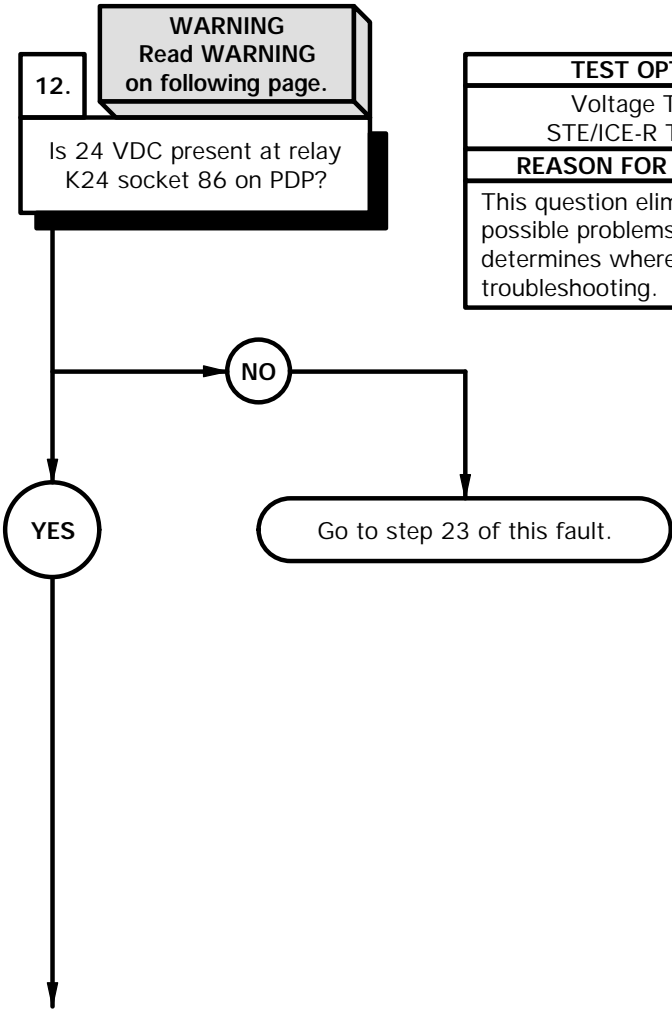 WARNING
Read WARNING
on following page.
12.
Is 24 VDC present at relay
K24 socket 86 on PDP?
TEST
Voltage
STE/ICE-R
REASON FOR
This question
possible problems
determines where
troubleshooting.
NO
YES
Go to step 23 of this fault.